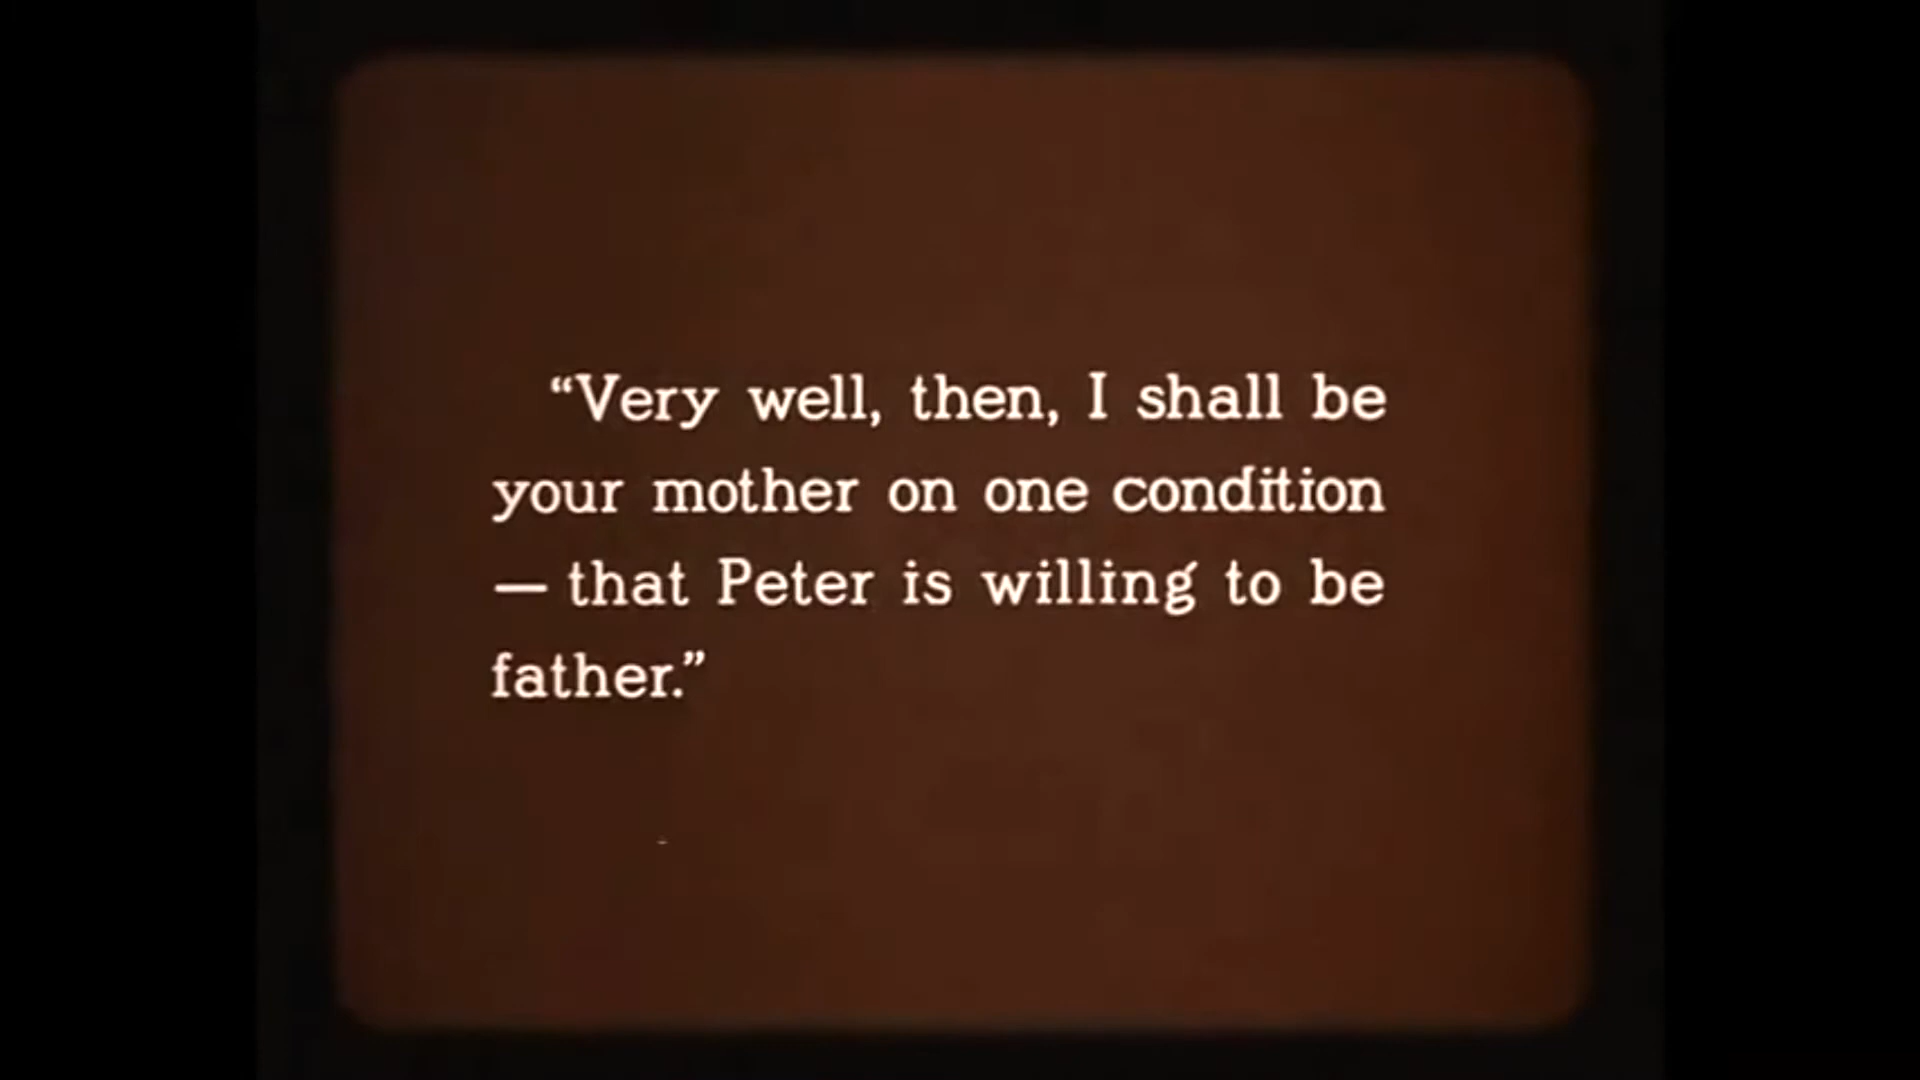 “Very well, then, I shall be
your mother on one condition
— that Peter is willing to be
father.”